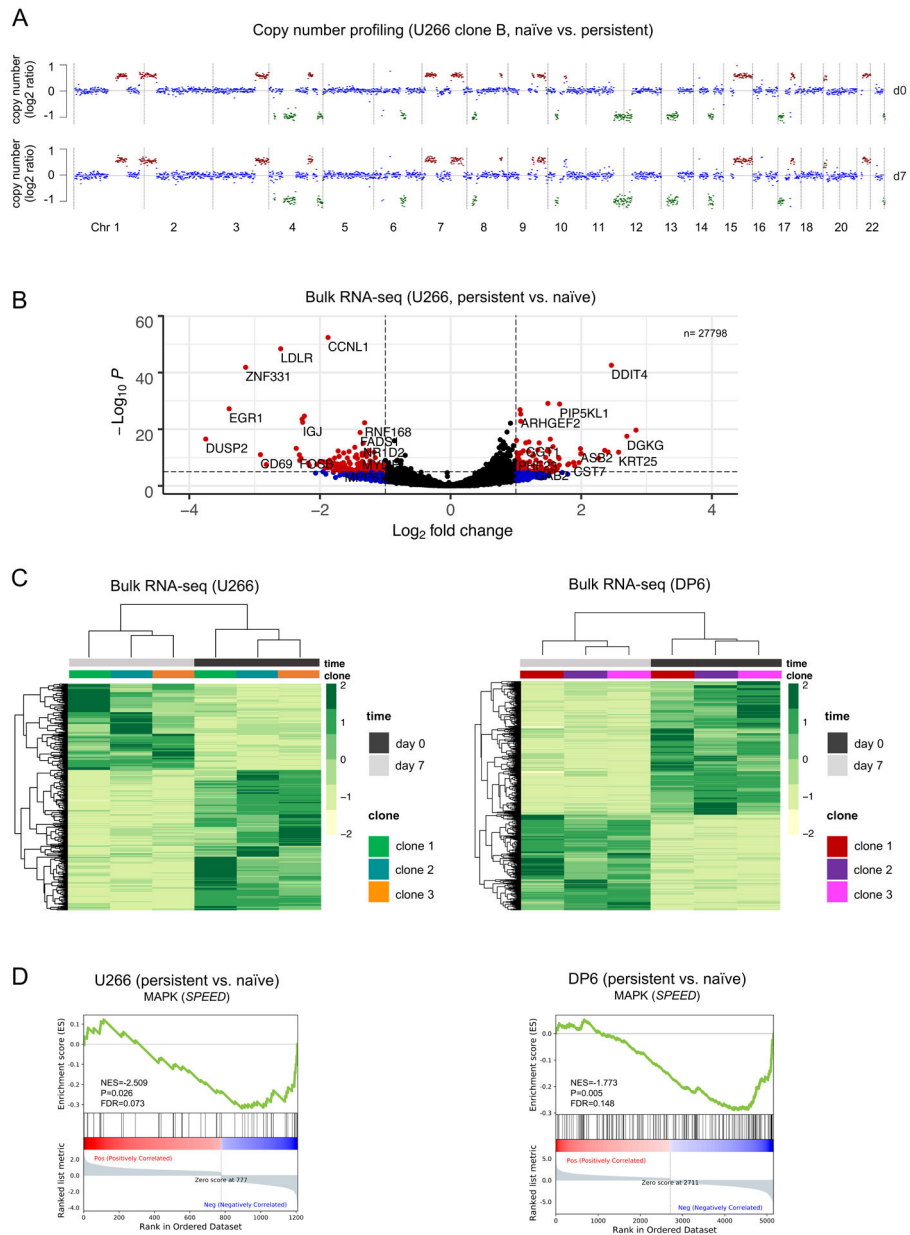 A
Copy number profiling (U266 clone B, naïve vs. persistent)
copy number
(log2 ratio)
1
0
-1
d0
copy number
(log2 ratio)
1
0
-1
d7
Chr 1 2 3 4 5 6 7 8 9 10 11 12 13 14 15 16 17 18 20 22
B
Bulk RNA-seq (U266, persistent vs. naïve)
60
40
20
0
– Log10 P
n= 27798
CCNL1
LDLR
ZNF331
DDIT4
EGR1
PIP5KL1
ARHGEF2
IGJ
RNF168
DUSP2
FADS1
DGKG
NR1D2
GGT1
ASB2
KRT25
CD69
FOSB
CST7
GAB2
−4 −2 0 2 4
Log2 fold change
C
Bulk RNA-seq (U266)
time
clone
2
1
0
−1
−2
time
day 0
day 7
clone
clone 1
clone 2
clone 3
Bulk RNA-seq (DP6)
time
clone
2
1
0
−1
−2
time
day 0
day 7
clone
clone 1
clone 2
clone 3
D
U266 (persistent vs. naïve)
MAPK (SPEED)
Enrichment score (ES)
0.1
0.0
-0.1
-0.2
-0.3
NES=-2.509
P=0.026
FDR=0.073
Ranked list metric
2.0
0.0
-2.0
-4.0
Pos (Positively Correlated)
Zero score at 777
Neg (Negatively Correlated)
0 200 400 600 800 1000 1200
Rank in Ordered Dataset
DP6 (persistent vs. naïve)
MAPK (SPEED)
Enrichment score (ES)
0.0
-0.1
-0.2
-0.3
NES=-1.773
P=0.005
FDR=0.148
Ranked list metric
5.0
0.0
-5.0
Pos (Positively Correlated)
Zero score at 2711
Neg (Negatively Correlated)
0 1000 2000 3000 4000 5000
Rank in Ordered Dataset